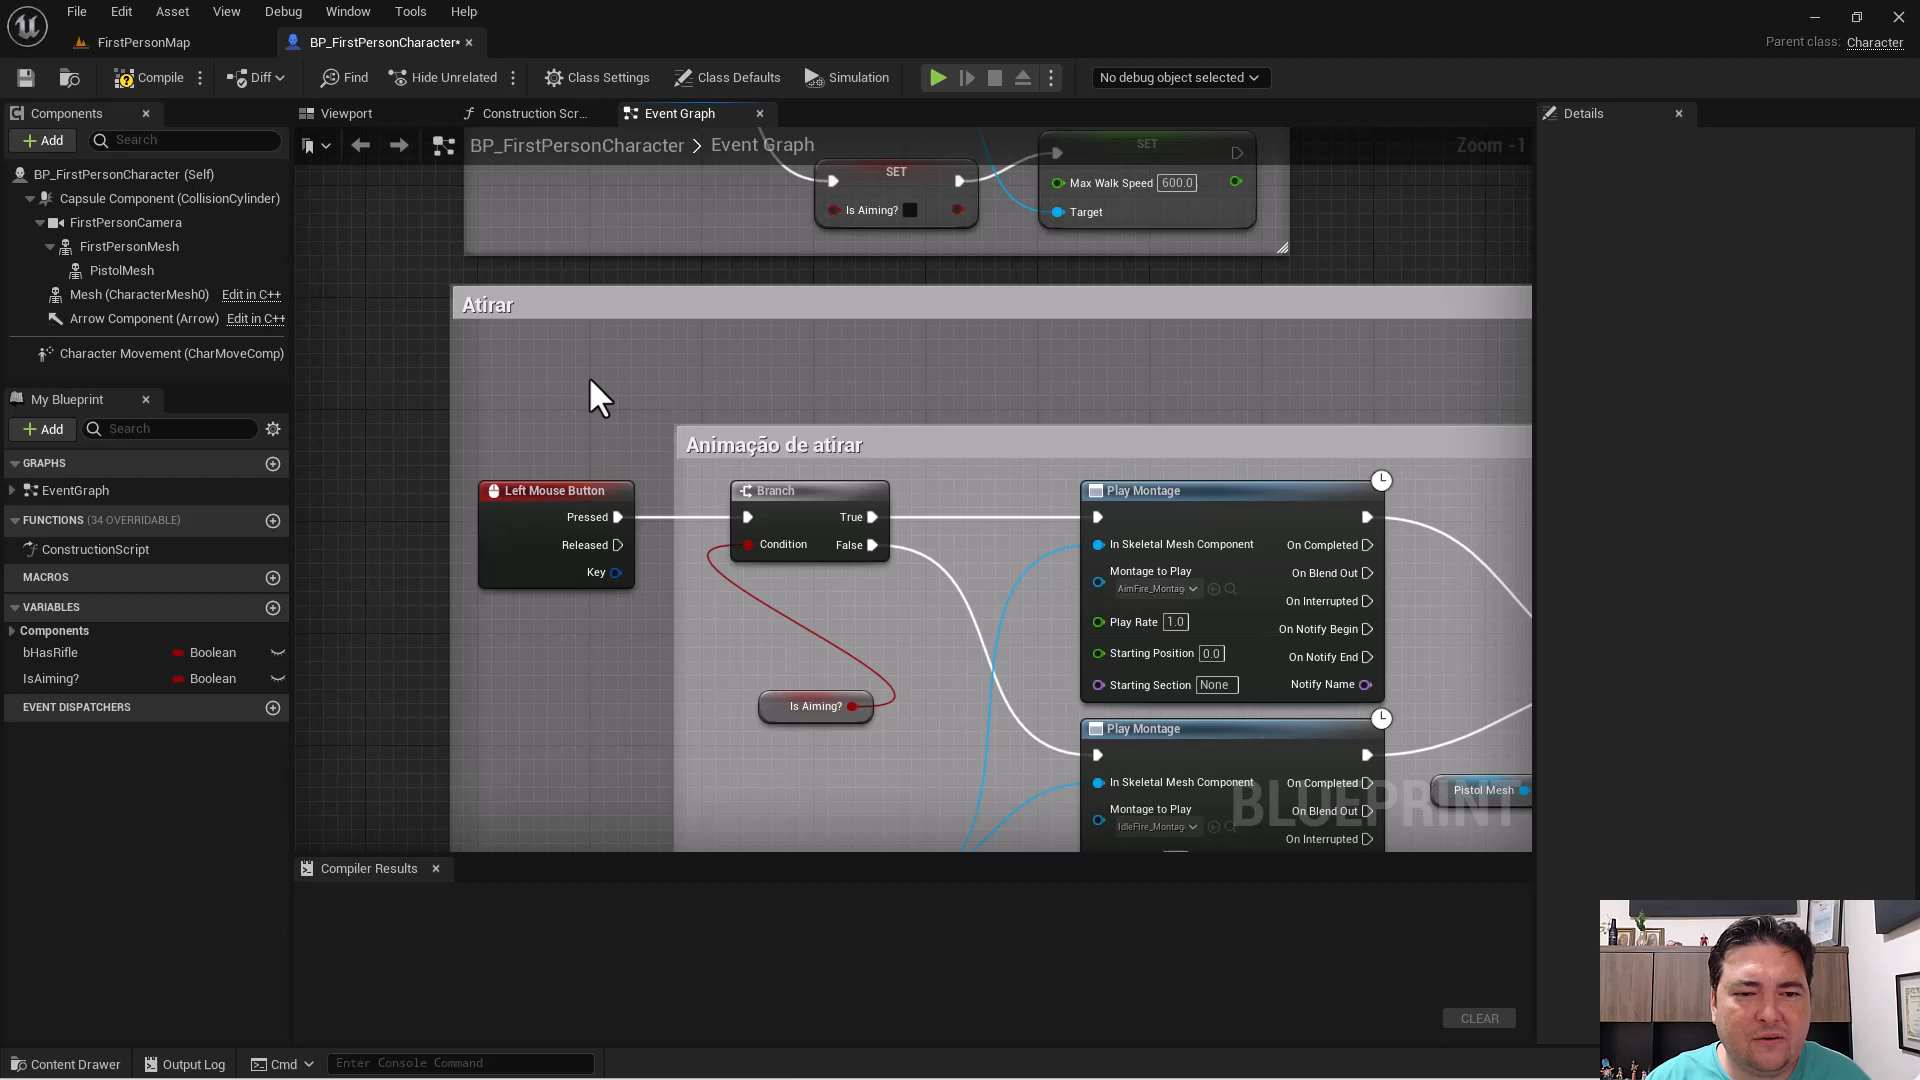 File Edit Asset View Debug Window Tools Help
FirstPersonMap BP_FirstPersonCharacter*
Parent class: Character
Compile Diff Find Hide Unrelated Class Settings Class Defaults Simulation No debug object selected
Components
Viewport Construction Scr... Event Graph
Details
Add Search
BP_FirstPersonCharacter > Event Graph
Zoom -1
BP_FirstPersonCharacter (Self)
Capsule Component (CollisionCylinder)
FirstPersonCamera
FirstPersonMesh
PistolMesh
Mesh (CharacterMesh0) Edit in C++
Arrow Component (Arrow) Edit in C++
Character Movement (CharMoveComp)
My Blueprint
Add Search
GRAPHS
EventGraph
FUNCTIONS (34 OVERRIDABLE)
ConstructionScript
MACROS
VARIABLES
Components
bHasRifle Boolean
IsAiming? Boolean
EVENT DISPATCHERS
SET
Is Aiming?
SET
Max Walk Speed 600.0
Target
Atirar
Animação de atirar
Left Mouse Button
Pressed
Released
Key
Branch
True
Condition False
Is Aiming?
Play Montage
In Skeletal Mesh Component On Completed
Montage to Play On Blend Out
AimFire_Montag
On Interrupted
Play Rate 1.0
On Notify Begin
Starting Position 0.0 On Notify End
Starting Section None Notify Name
Play Montage
In Skeletal Mesh Component On Completed
Montage to Play On Blend Out
IdleFire_Montag
On Interrupted
Pistol Mesh
BLUEPRINT
Compiler Results
CLEAR
Content Drawer Output Log Cmd Enter Console Command